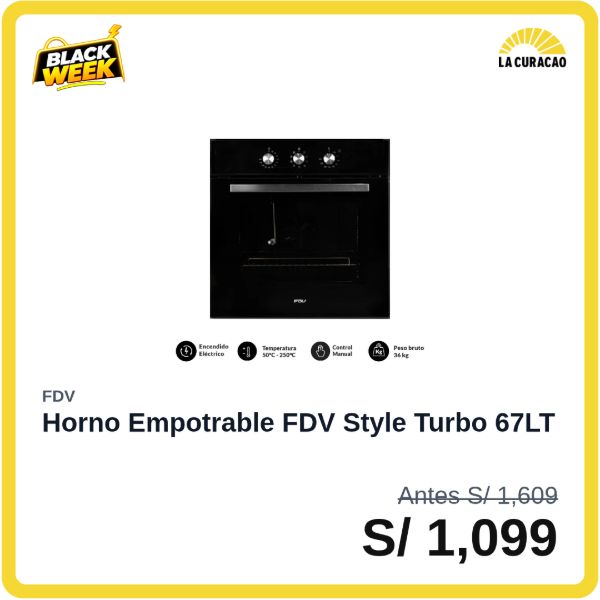 BLACK
WEEK
LA CURACAO
FDV
Encendido
Eléctrico
Temperatura
50°C - 250°C
Control
Manual
Kg
Peso bruto
36 kg
FDV
Horno Empotrable FDV Style Turbo 67LT
Antes S/ 1,609
S/ 1,099